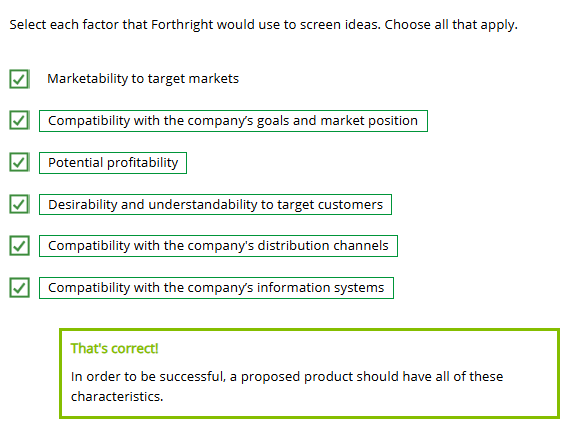 Select each factor that Forthright would use to screen ideas. Choose all that apply.
Marketability to target markets
Compatibility with the company's goals and market position
Potential profitability
Desirability and understandability to target customers
Compatibility with the company's distribution channels
Compatibility with the company's information systems
That's correct!
In order to be successful, a proposed product should have all of these
characteristics.